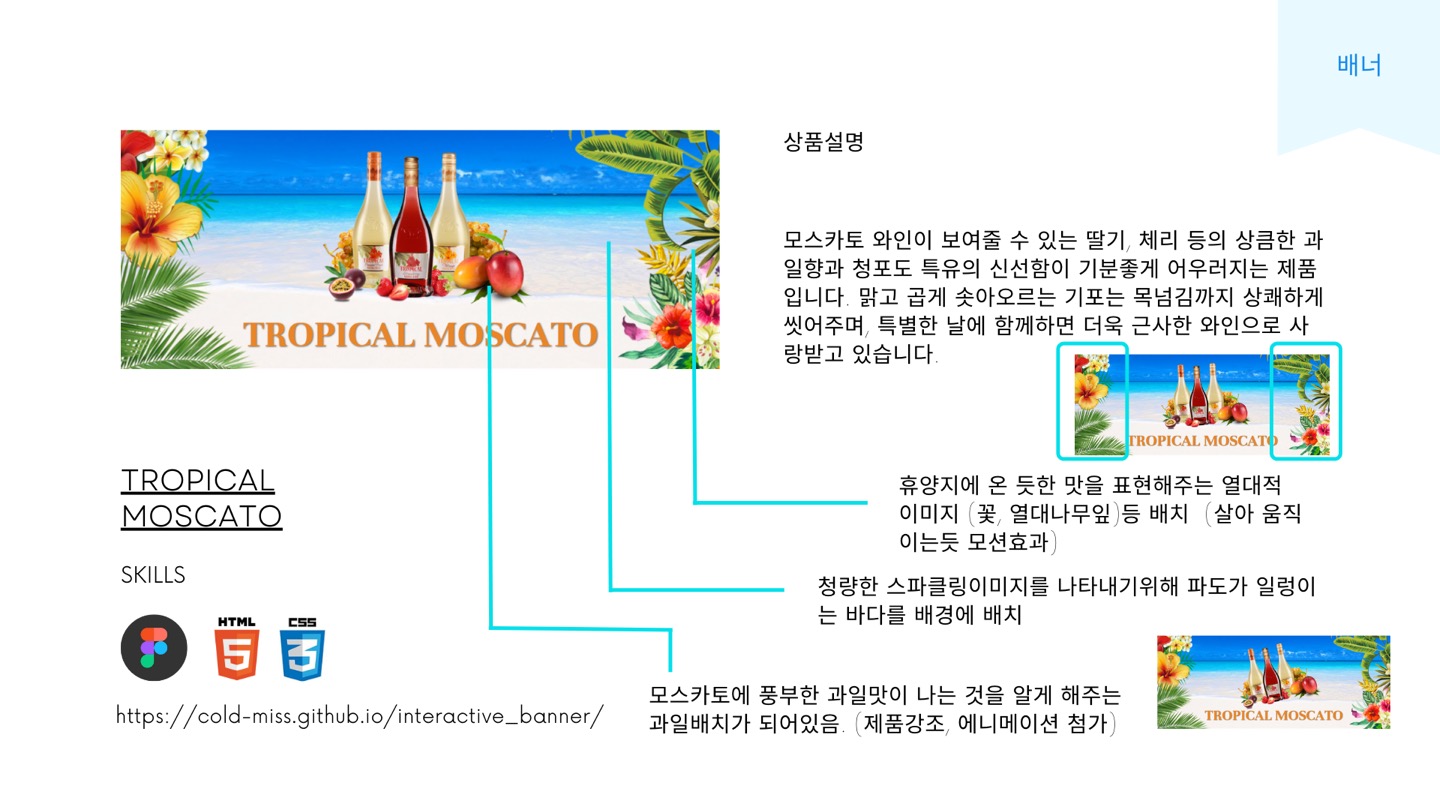 배너
TROPICAL MOSCATO
상품설명
모스카토 와인이 보여줄 수 있는 딸기, 체리 등의 상큼한 과
일향과 청포도 특유의 신선함이 기분좋게 어우러지는 제품
입니다. 맑고 곱게 솟아오르는 기포는 목넘김까지 상쾌하게
씻어주며, 특별한 날에 함께하면 더욱 근사한 와인으로 사
랑받고 있습니다.
TROPICAL MOSCATO
휴양지에 온 듯한 맛을 표현해주는 열대적
이미지 (꽃, 열대나무잎)등 배치 (살아 움직
이는듯 모션효과)
청량한 스파클링이미지를 나타내기위해 파도가 일렁이
는 바다를 배경에 배치
모스카토에 풍부한 과일맛이 나는 것을 알게 해주는
과일배치가 되어있음. (제품강조, 에니메이션 첨가)
TROPICAL MOSCATO
TROPICAL
MOSCATO
SKILLS
HTML
5
CSS
3
https://cold-miss.github.io/interactive_banner/